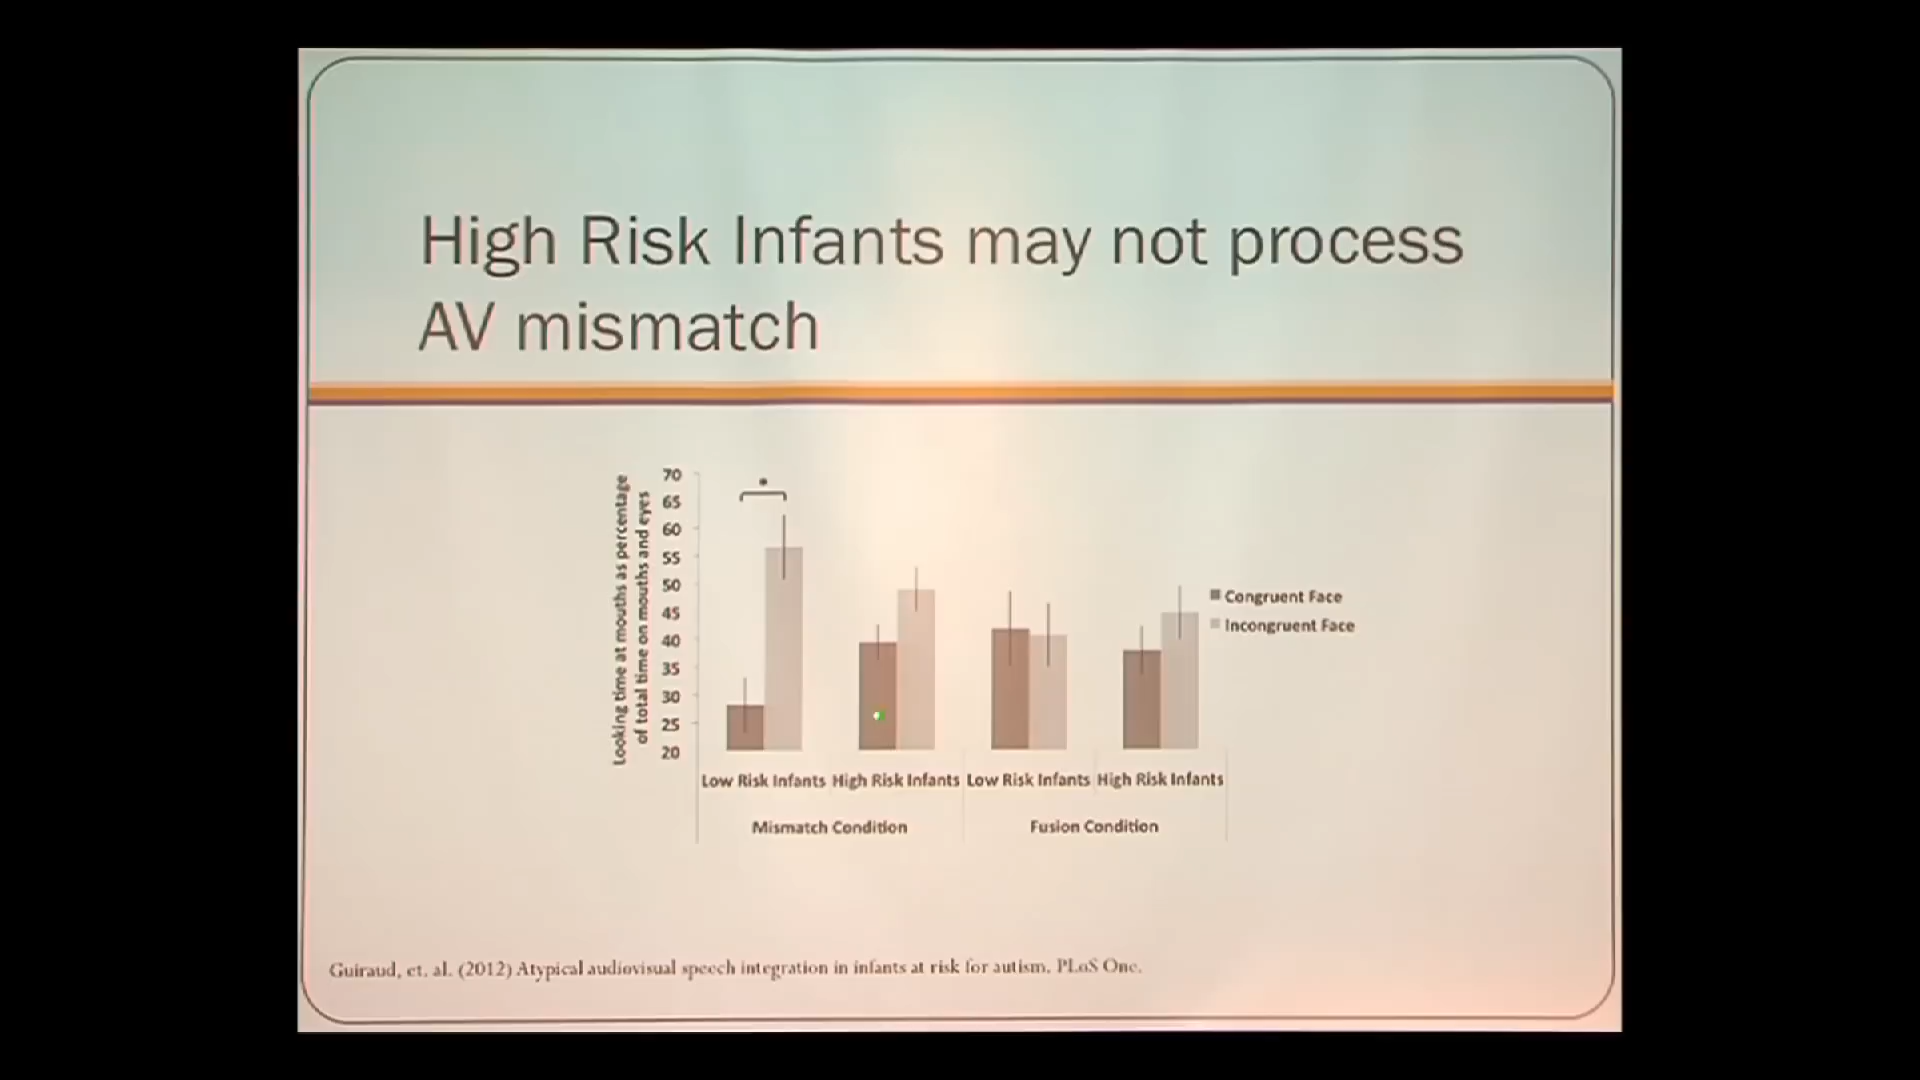 High Risk Infants may not process
AV mismatch
Looking time at mouths as percentage
of total time on mouths and eyes
70
65
60
55
50
45
40
35
30
25
20
*
Low Risk Infants High Risk Infants Low Risk Infants High Risk Infants
Mismatch Condition Fusion Condition
Congruent Face
Incongruent Face
Guiraud, et. al. (2012) Atypical audiovisual speech integration in infants at risk for autism. PLoS One.